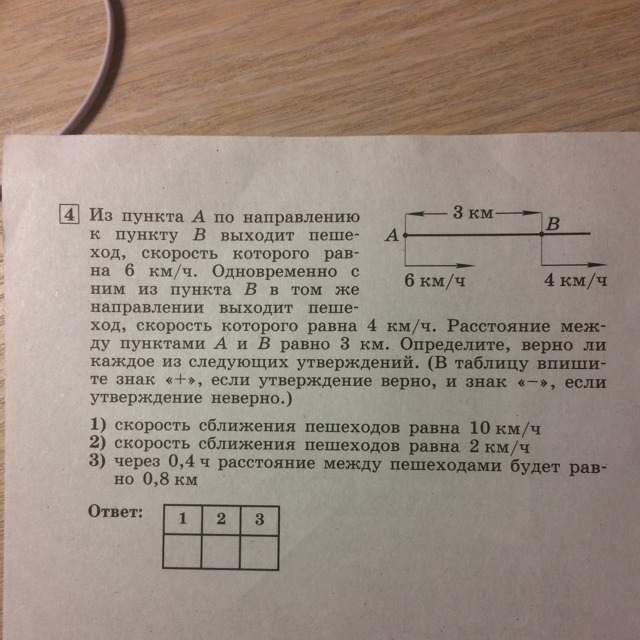 4 Из пункта А по направлению
к пункту В выходит пеше-
ход, скорость которого рав-
на 6 км/ч. Одновременно с
ним из пункта В в том же
направлении выходит пеше-
ход, скорость которого равна 4 км/ч. Расстояние меж-
ду пунктами А и В равно 3 км. Определите, верно ли
каждое из следующих утверждений. (В таблицу впиши-
те знак «+», если утверждение верно, и знак «−», если
утверждение неверно.)
3 км
А
В
6 км/ч
4 км/ч
1) скорость сближения пешеходов равна 10 км/ч
2) скорость сближения пешеходов равна 2 км/ч
3) через 0,4 ч расстояние между пешеходами будет рав-
но 0,8 км
Ответ:
1 2 3